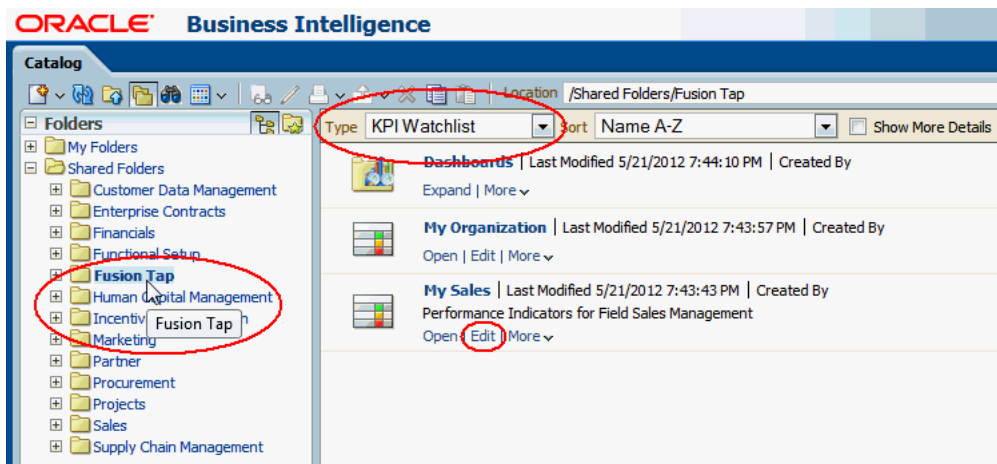 ORACLE Business Intelligence
Catalog
Location /Shared Folders/Fusion Tap
Folders
Type KPI Watchlist Sort Name A-Z Show More Details
My Folders
Shared Folders
Customer Data Management
Enterprise Contracts
Financials
Functional Setup
Fusion Tap
Human Capital Management
Fusion Tap
Marketing
Partner
Procurement
Projects
Sales
Supply Chain Management
Dashboards | Last Modified 5/21/2012 7:44:10 PM | Created By
Expand | More
My Organization | Last Modified 5/21/2012 7:43:57 PM | Created By
Open | Edit | More
My Sales | Last Modified 5/21/2012 7:43:43 PM | Created By
Performance Indicators for Field Sales Management
Open | Edit | More